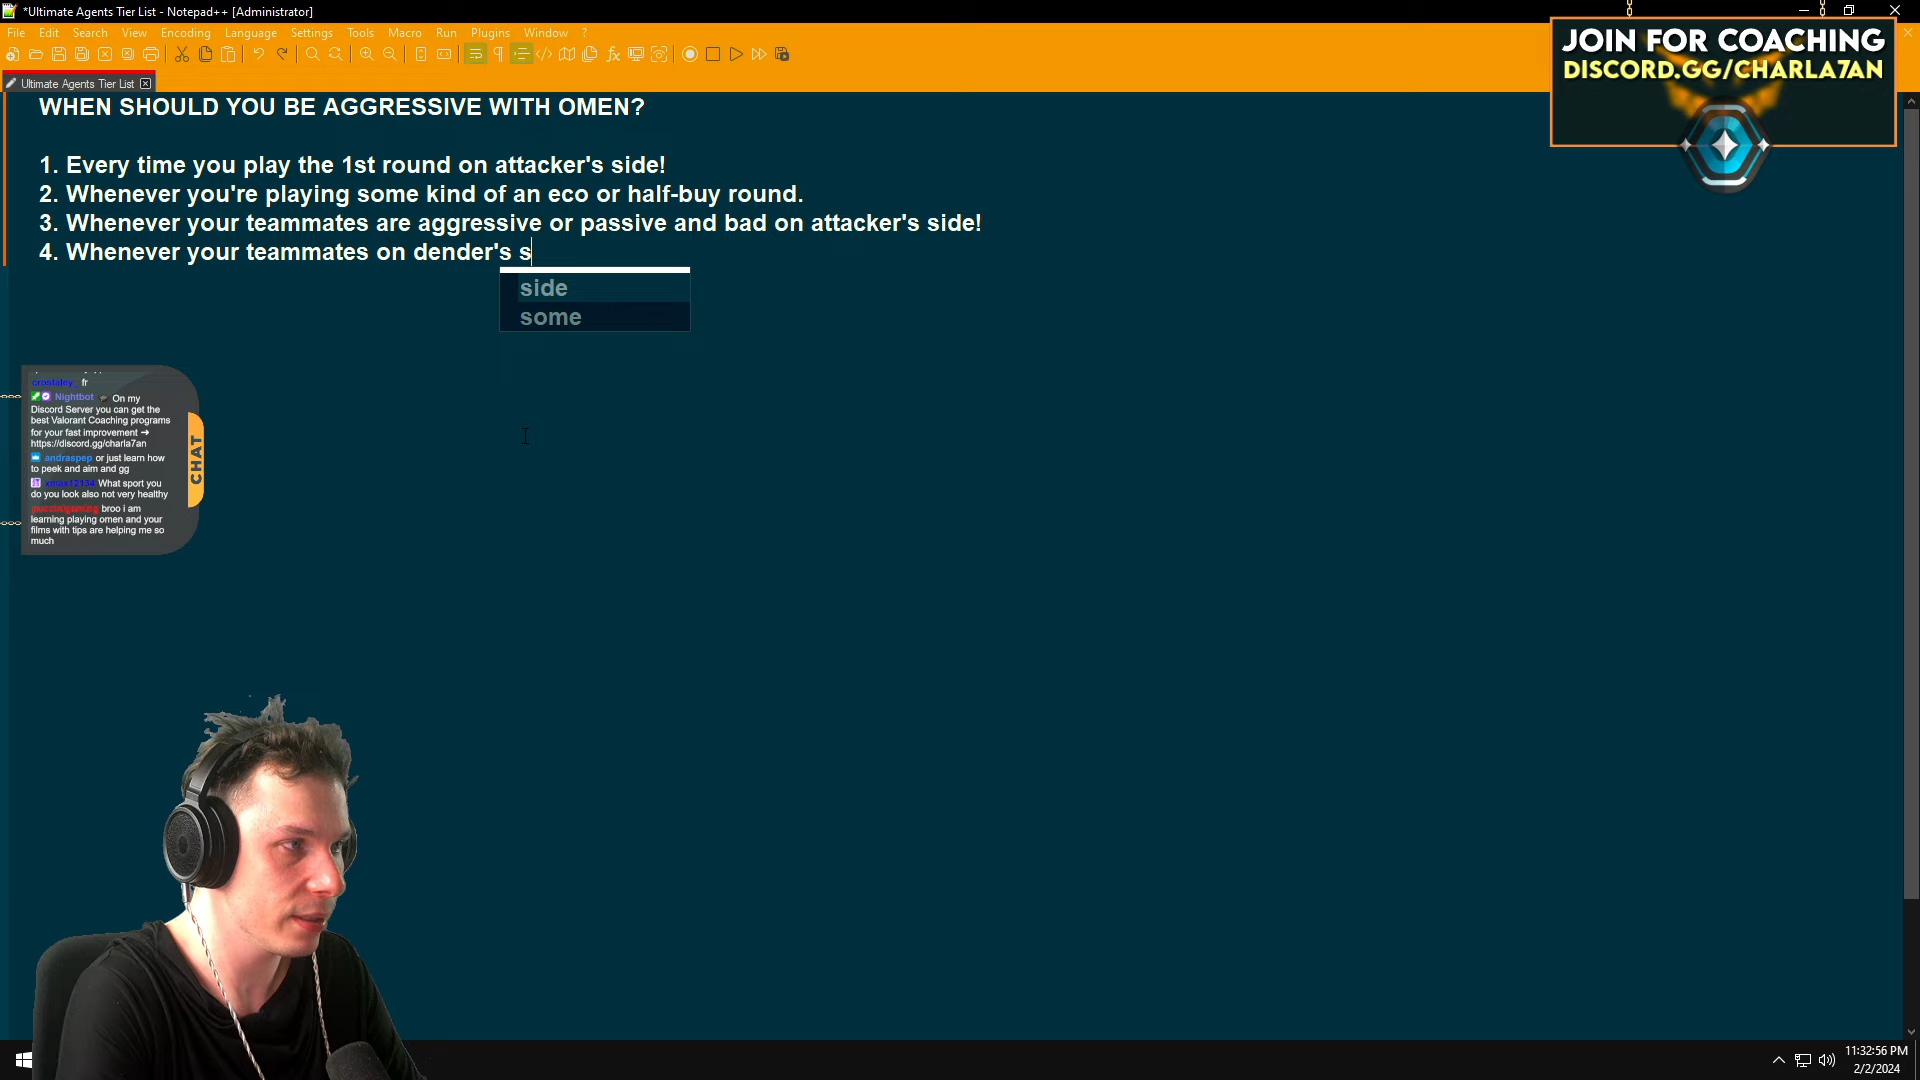 *Ultimate Agents Tier List - Notepad++ [Administrator]
File Edit Search View Encoding Language Settings Tools Macro Run Plugins Window ?
Ultimate Agents Tier List
JOIN FOR COACHING
DISCORD.GG/CHARLA7AN
WHEN SHOULD YOU BE AGGRESSIVE WITH OMEN?
1. Every time you play the 1st round on attacker's side!
2. Whenever you're playing some kind of an eco or half-buy round.
3. Whenever your teammates are aggressive or passive and bad on attacker's side!
4. Whenever your teammates on dender's s
side
some
crostaley_ fr
Nightbot On my
Discord Server you can get the
best Valorant Coaching programs
for your fast improvement ➜
https://discord.gg/charla7an
andraspep or just learn how
to peek and aim and gg
xmax12134 What sport you
do you look also not very healthy
broo i am
learning playing omen and your
films with tips are helping me so
much
CHAT
11:32:56 PM
2/2/2024